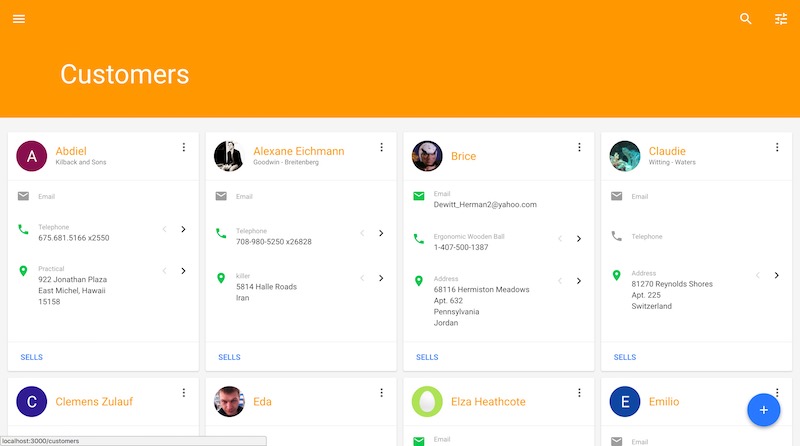 Customers
A
Abdiel
Kilback and Sons
Email
Telephone
675.681.5166 x2550
Practical
922 Jonathan Plaza
East Michel, Hawaii
15158
SELLS
Alexane Eichmann
Goodwin - Breitenberg
Email
Telephone
708-980-5250 x26828
killer
5814 Halle Roads
Iran
SELLS
Brice
Email
Dewitt_Herman2@yahoo.com
Ergonomic Wooden Ball
1-407-500-1387
Address
68116 Hermiston Meadows
Apt. 632
Pennsylvania
Jordan
SELLS
Claudie
Witting - Waters
Email
Telephone
Address
81270 Reynolds Shores
Apt. 225
Switzerland
SELLS
C
Clemens Zulauf
Email
Eda
Email
Elza Heathcote
Email
E
Emilio
Email
localhost:3000/customers